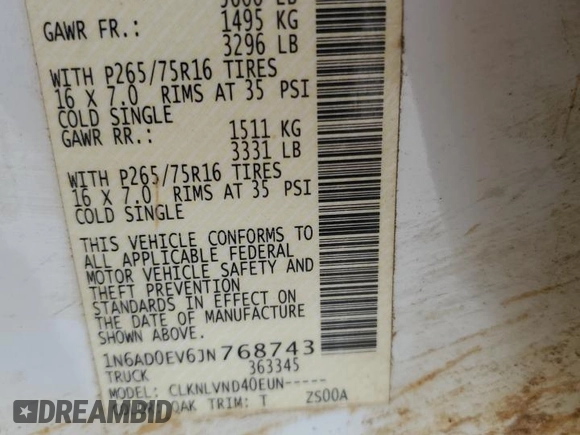 GAWR FR.: 1495 KG
3296 LB
WITH P265/75R16 TIRES
16 X 7.0 RIMS AT 35 PSI
COLD SINGLE
GAWR RR.: 1511 KG
3331 LB
WITH P265/75R16 TIRES
16 X 7.0 RIMS AT 35 PSI
COLD SINGLE
THIS VEHICLE CONFORMS TO
ALL APPLICABLE FEDERAL
MOTOR VEHICLE SAFETY AND
THEFT PREVENTION
STANDARDS IN EFFECT ON
THE DATE OF MANUFACTURE
SHOWN ABOVE.
1N6AD0EV6JN768743
TRUCK 363345
MODEL: CLKNLVND40EUN-----
QAK TRIM: T ZS00A
DREAMBID